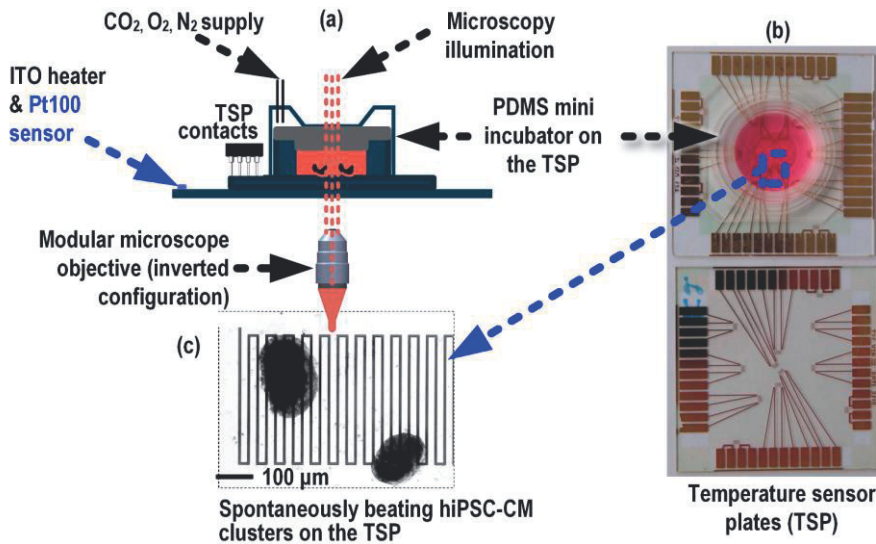 (a)
CO2, O2, N2 supply
Microscopy
illumination
(b)
ITO heater
& Pt100
sensor
TSP
contacts
PDMS mini
incubator on
the TSP
Modular microscope
objective (inverted
configuration)
(c)
100 µm
Spontaneously beating hiPSC-CM
clusters on the TSP
Temperature sensor
plates (TSP)